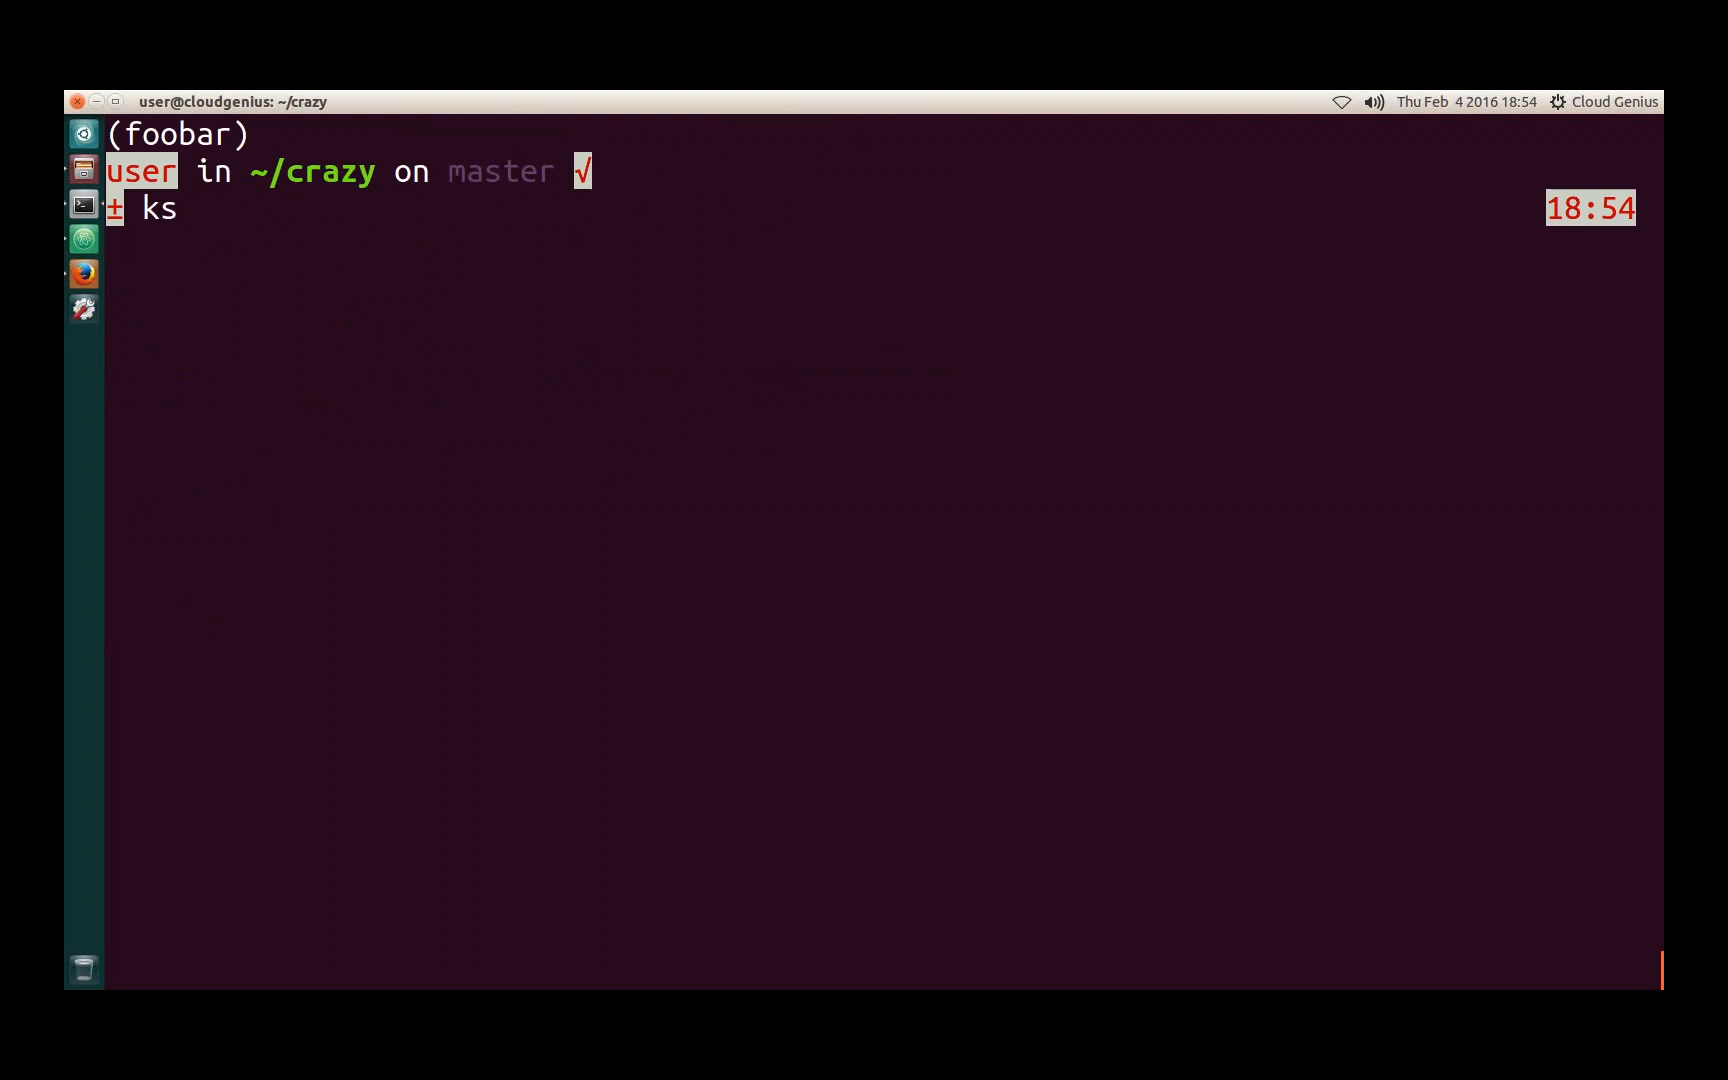 user@cloudgenius: ~/crazy
Thu Feb 4 2016 18:54 Cloud Genius
(foobar)
user in ~/crazy on master √
± ks 18:54